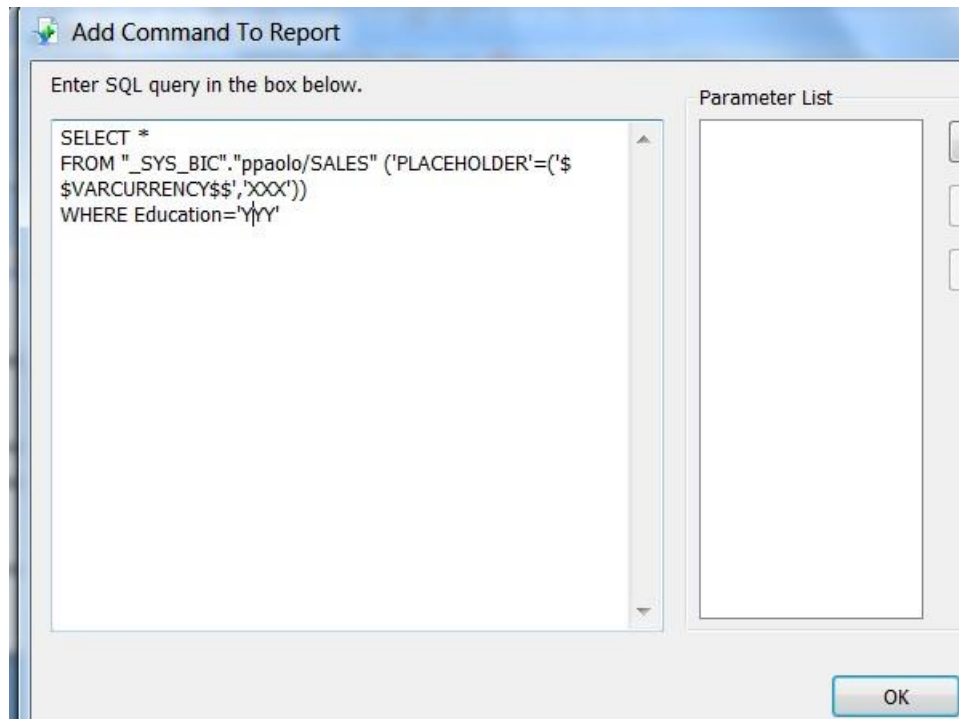 Add Command To Report
Enter SQL query in the box below.
Parameter List
SELECT *
FROM "_SYS_BIC"."ppaolo/SALES" ('PLACEHOLDER'=('$
$VARCURRENCY$$','XXX'))
WHERE Education='YYY'
OK